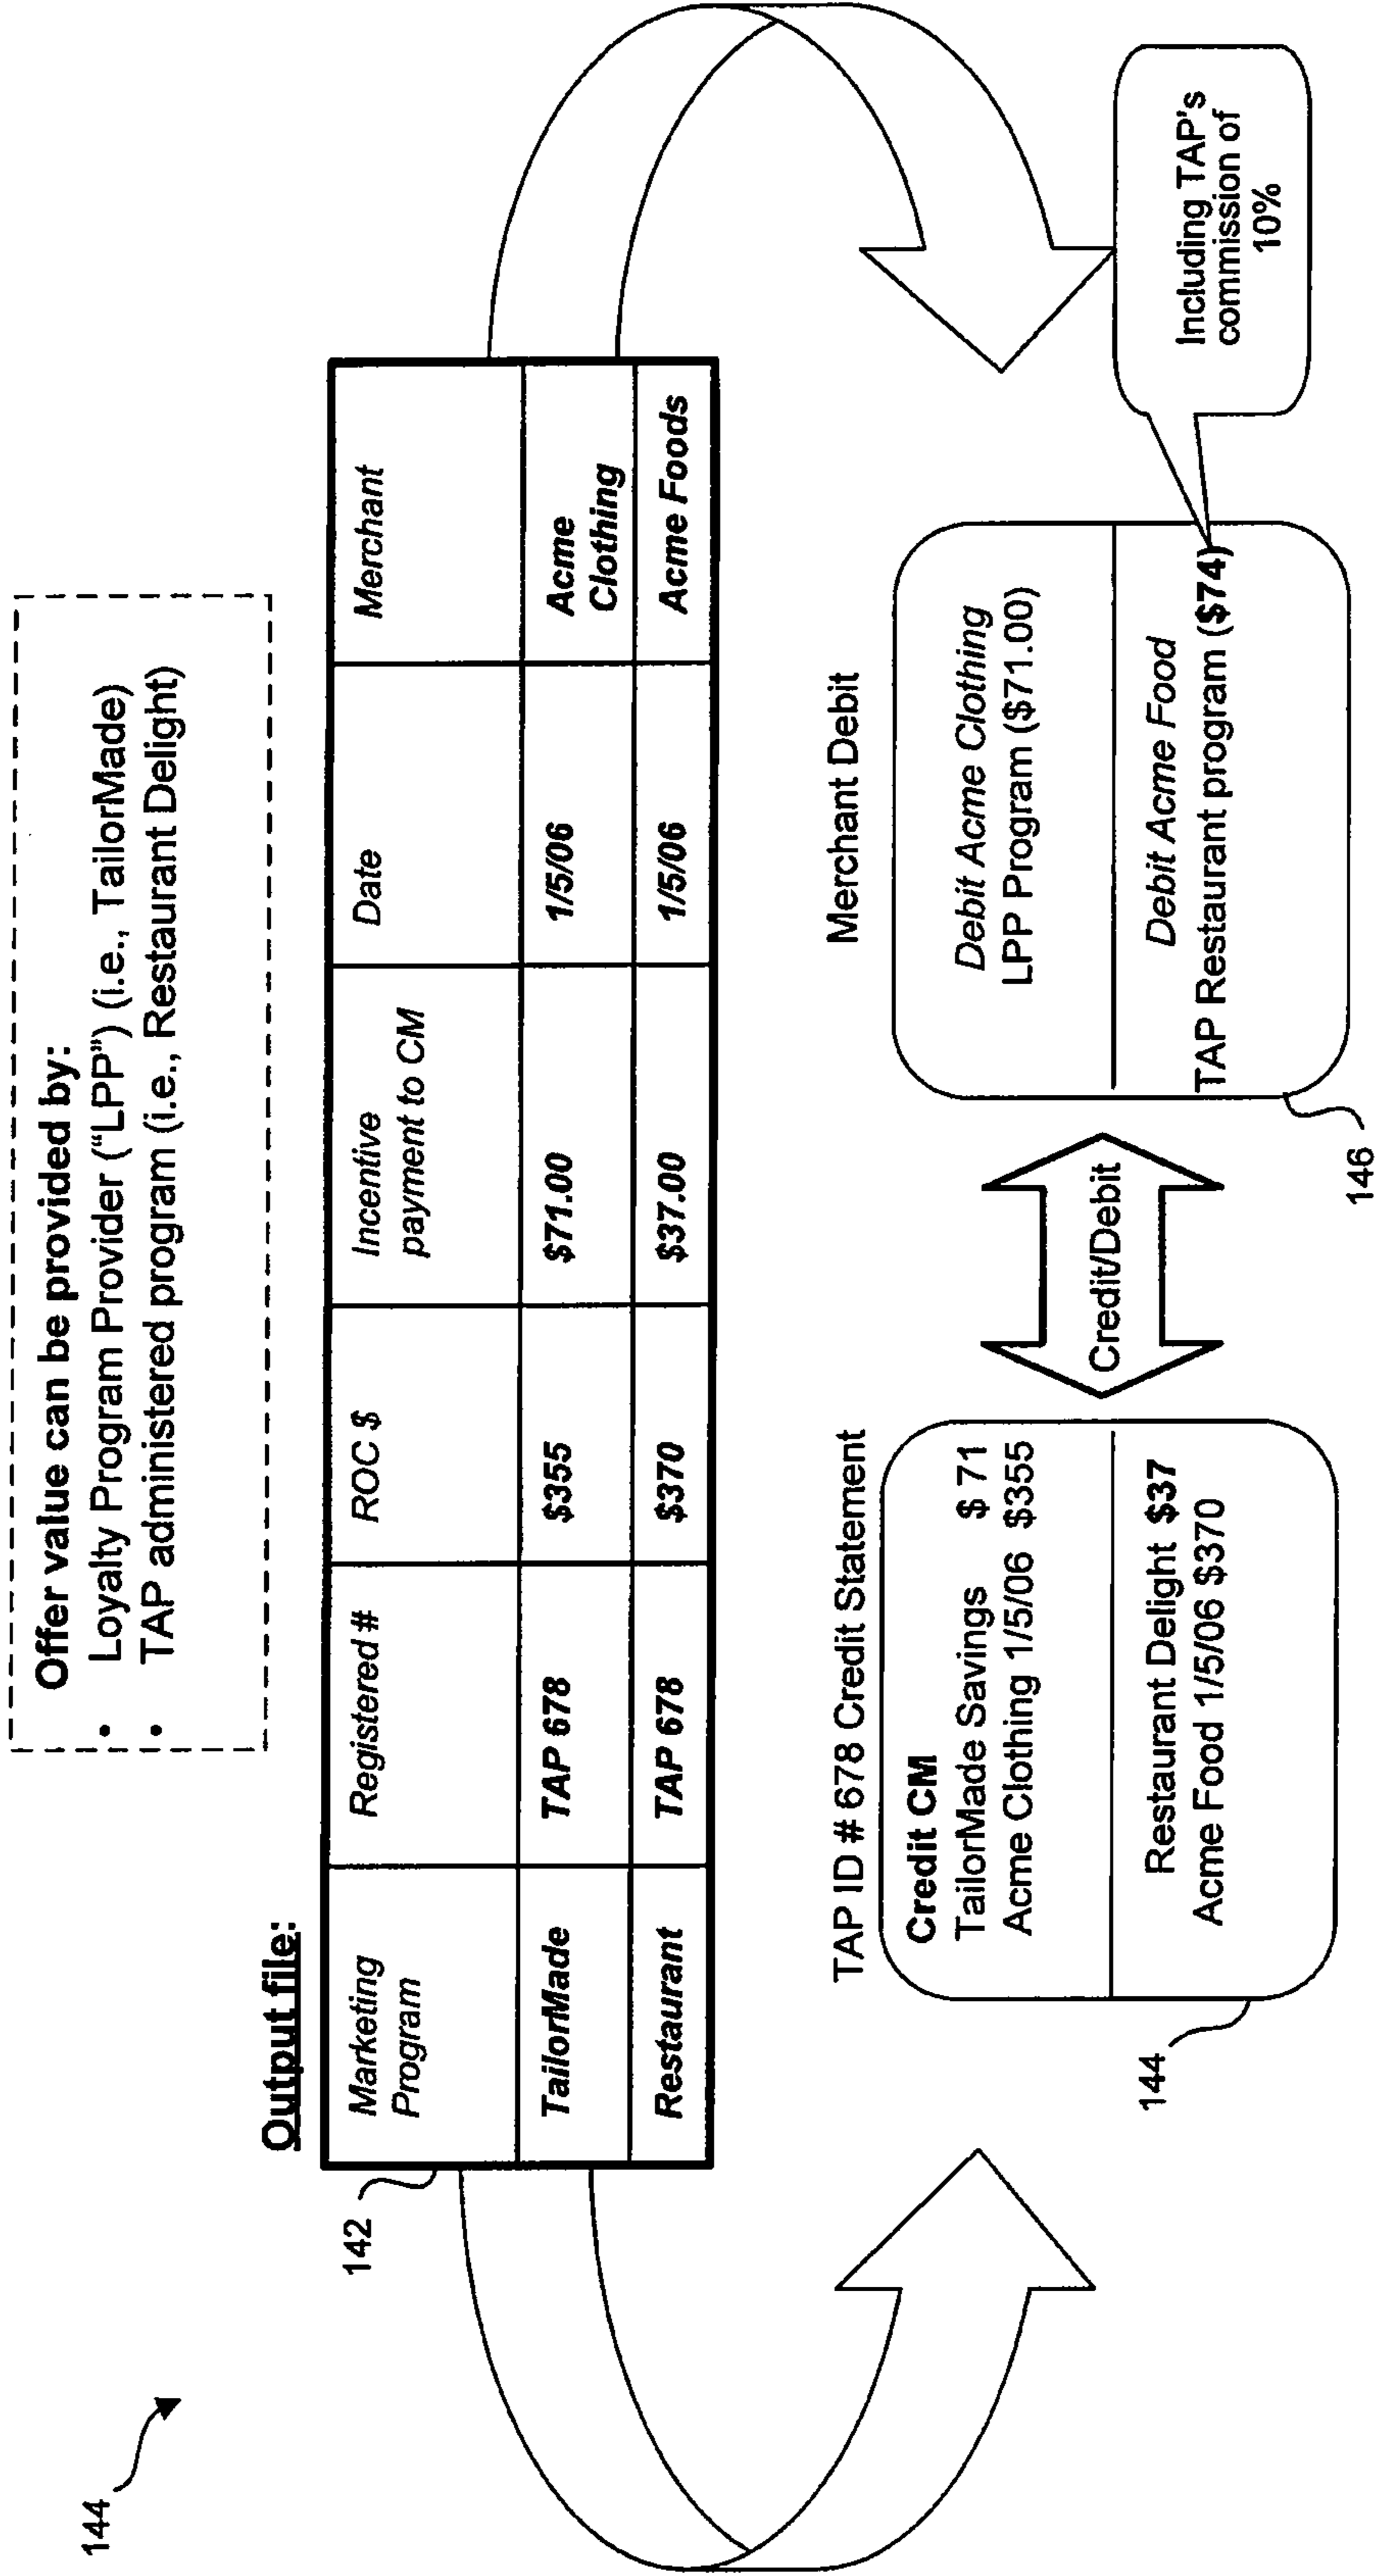 144
Offer value can be provided by:
• Loyalty Program Provider ("LPP") (i.e., TailorMade)
• TAP administered program (i.e., Restaurant Delight)
Output file:
142
Marketing Program Registered # ROC $ Incentive payment to CM Date Merchant
TailorMade TAP 678 $355 $71.00 1/5/06 Acme Clothing
Restaurant TAP 678 $370 $37.00 1/5/06 Acme Foods
TAP ID # 678 Credit Statement
Credit CM
TailorMade Savings $ 71
Acme Clothing 1/5/06 $355
Restaurant Delight $37
Acme Food 1/5/06 $370
144
Credit/Debit
Merchant Debit
Debit Acme Clothing
LPP Program ($71.00)
Debit Acme Food
TAP Restaurant program ($74)
146
Including TAP's
commission of
10%